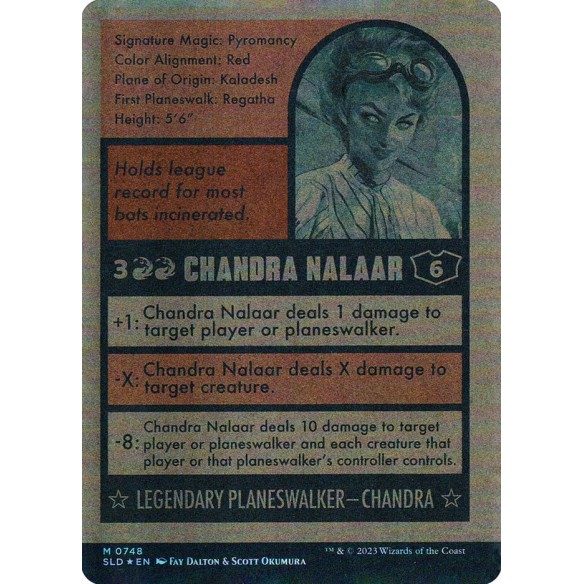 Signature Magic: Pyromancy
Color Alignment: Red
Plane of Origin: Kaladesh
First Planeswalk: Regatha
Height: 5'6"
Holds league
record for most
bats incinerated.
3 CHANDRA NALAAR 6
+1: Chandra Nalaar deals 1 damage to
target player or planeswalker.
-X: Chandra Nalaar deals X damage to
target creature.
-8: Chandra Nalaar deals 10 damage to target
player or planeswalker and each creature that
player or that planeswalker's controller controls.
☆ LEGENDARY PLANESWALKER—CHANDRA ☆
M 0748
SLD ★ EN FAY DALTON & SCOTT OKUMURA
™ & © 2023 Wizards of the Coast